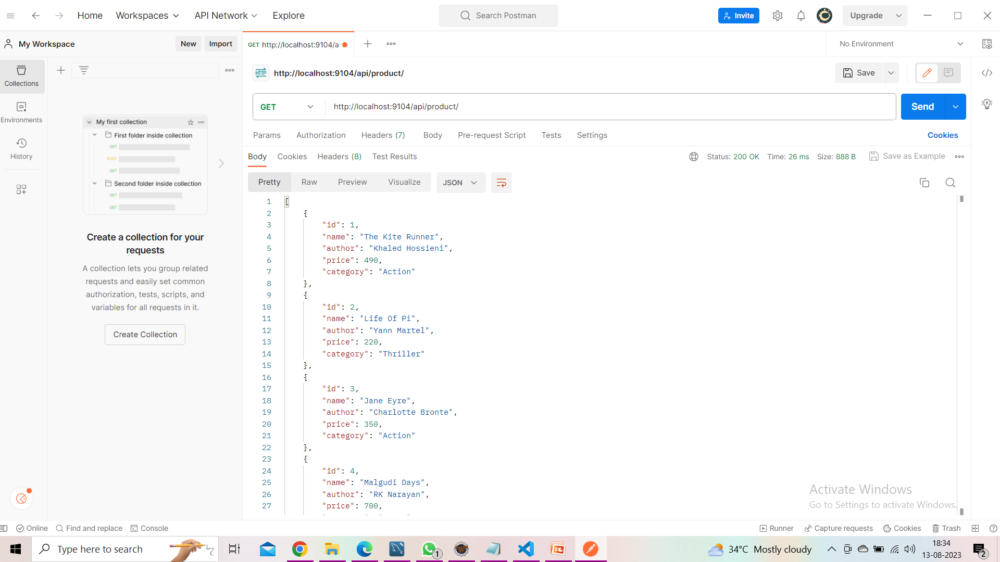 Home Workspaces API Network Explore Search Postman Invite Upgrade
My Workspace New Import GET http://localhost:9104/a No Environment
HTTP http://localhost:9104/api/product/ Save
Collections
Environments
History
My first collection
First folder inside collection
GET
POST
GET
Second folder inside collection
GET
GET
Create a collection for your
requests
A collection lets you group related
requests and easily set common
authorization, tests, scripts, and
variables for all requests in it.
Create Collection
GET http://localhost:9104/api/product/ Send
Params Authorization Headers (7) Body Pre-request Script Tests Settings Cookies
Body Cookies Headers (8) Test Results Status: 200 OK Time: 26 ms Size: 888 B Save as Example
Pretty Raw Preview Visualize JSON
1 [
2 {
3 "id": 1,
4 "name": "The Kite Runner",
5 "author": "Khaled Hossieni",
6 "price": 490,
7 "category": "Action"
8 },
9 {
10 "id": 2,
11 "name": "Life Of Pi",
12 "author": "Yann Martel",
13 "price": 220,
14 "category": "Thriller"
15 },
16 {
17 "id": 3,
18 "name": "Jane Eyre",
19 "author": "Charlotte Bronte",
20 "price": 350,
21 "category": "Action"
22 },
23 {
24 "id": 4,
25 "name": "Malgudi Days",
26 "author": "RK Narayan",
27 "price": 700,
Activate Windows
Go to Settings to activate Windows.
Online Find and replace Console Runner Capture requests Cookies Trash
Type here to search 1 34°C Mostly cloudy 18:34
13-08-2023 2